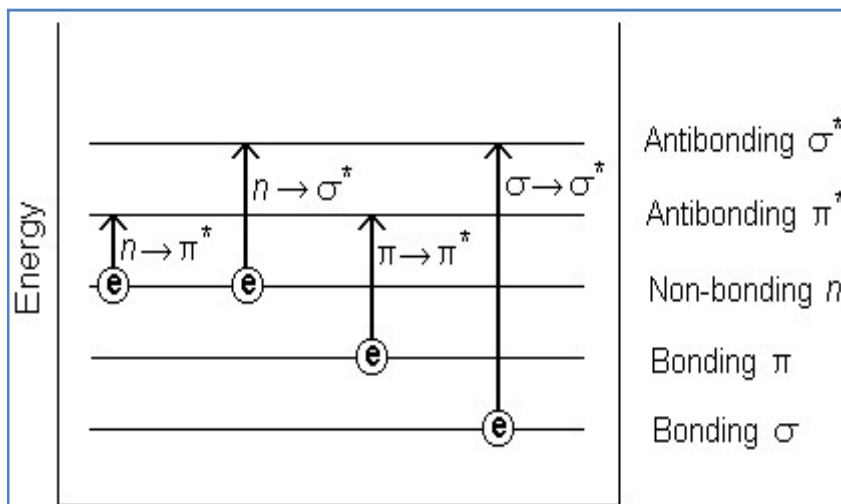 Energy
Antibonding σ*
n → σ*
σ → σ*
Antibonding π*
n → π*
π → π*
e
e
Non-bonding n
e
Bonding π
e
Bonding σ